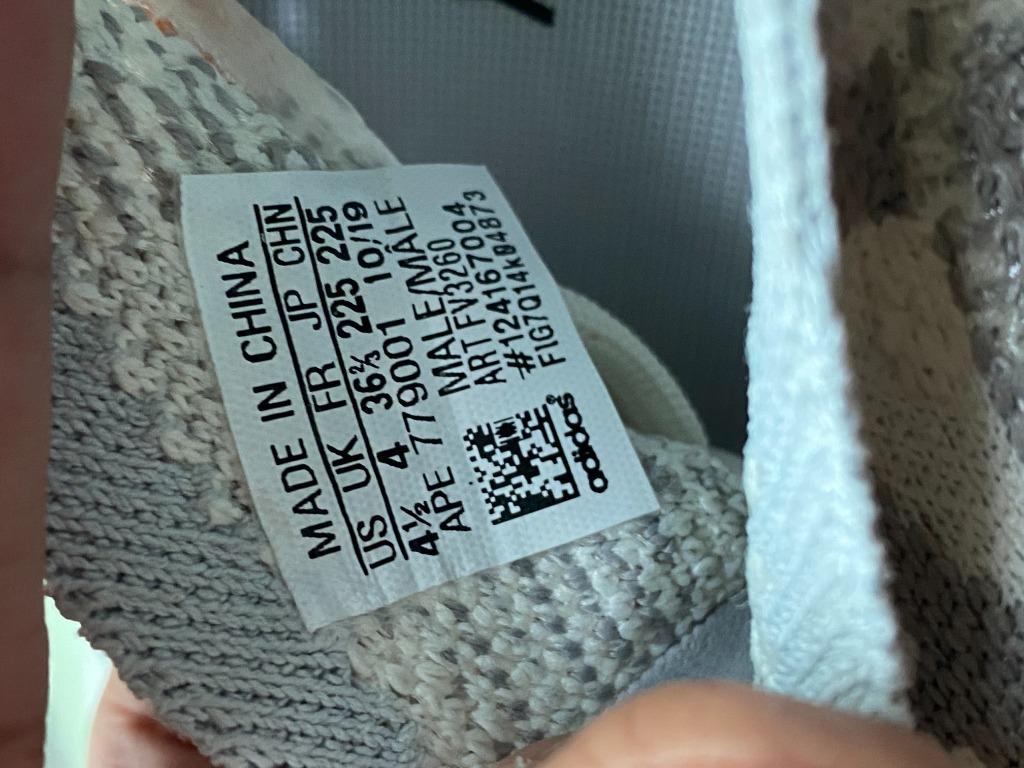 MADE IN CHINA
US UK FR JP CHN
4½ 4 36⅔ 225 225
APE 779001 10/19
MALE/MÂLE
ART FV3260
#124167004
FIG7Q14K04873
adidas®